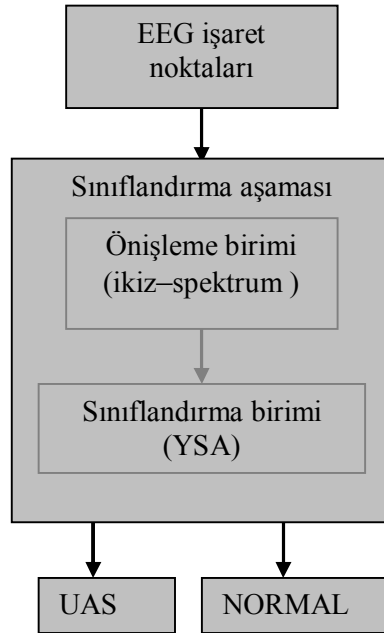 EEG işaret
noktaları
Sınıflandırma aşaması
Önişleme birimi
(ikiz–spektrum )
Sınıflandırma birimi
(YSA)
UAS
NORMAL